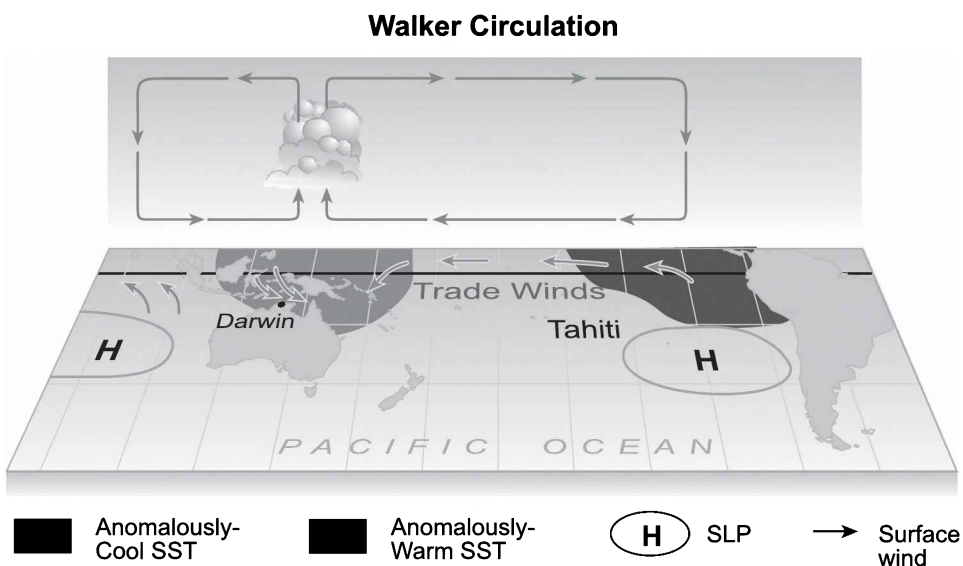 Walker Circulation
Trade Winds
Darwin
Tahiti
H
H
PACIFIC OCEAN
Anomalously-
Cool SST
Anomalously-
Warm SST
H
SLP
Surface
wind